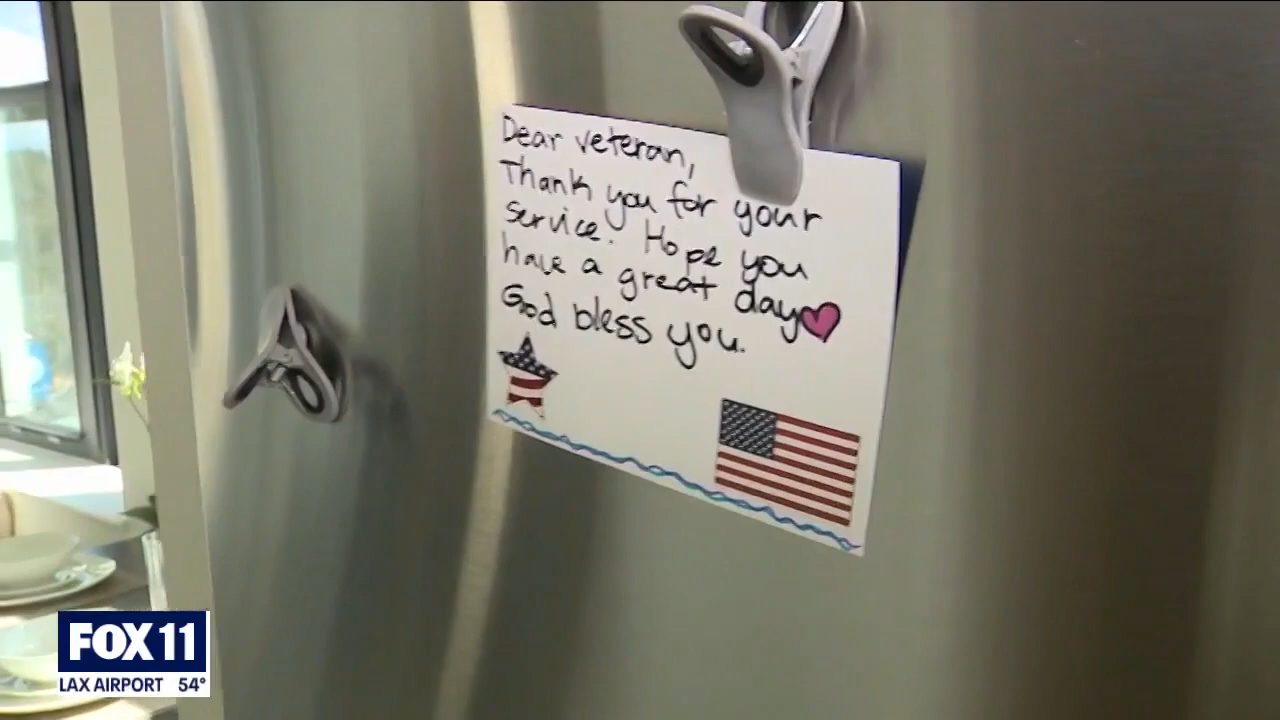 Dear veteran,
Thank you for your
service. Hope you
have a great day
God bless you.
FOX 11
LAX AIRPORT 54°